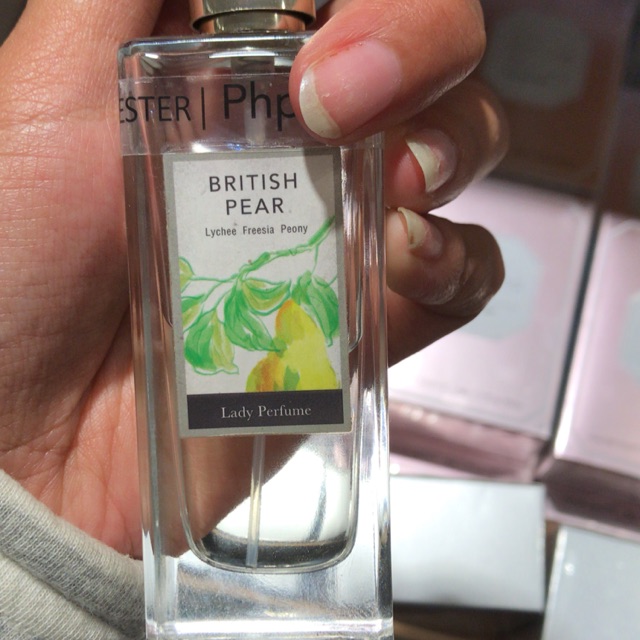 ESTER | Php
BRITISH
PEAR
Lychee Freesia Peony
Lady Perfume